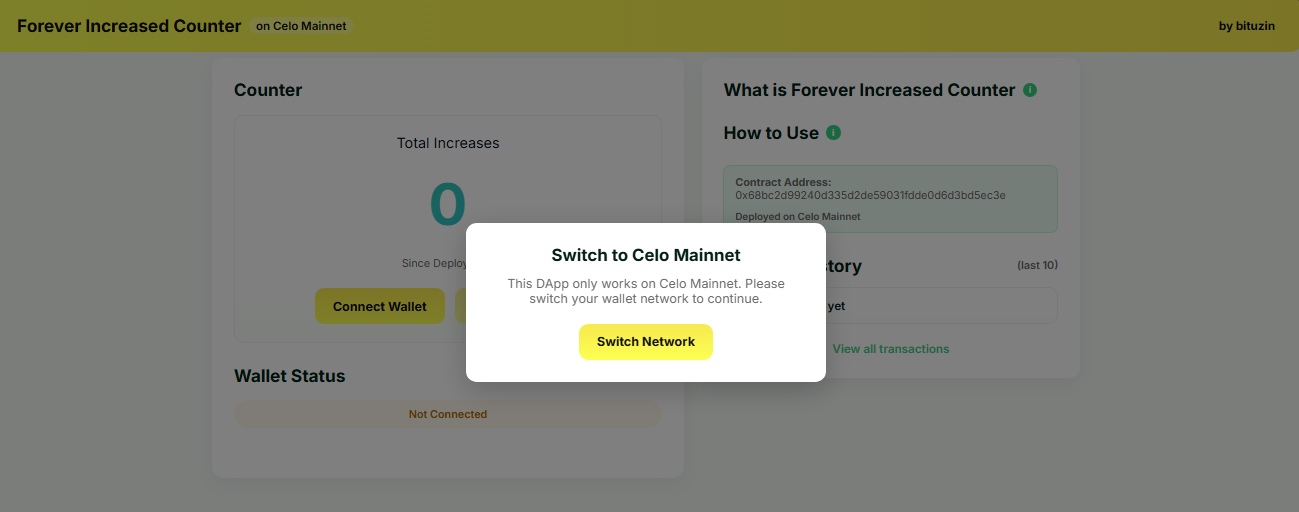 Forever Increased Counter on Celo Mainnet
by bituzin
Counter
Total Increases
0
Since Deploy
Connect Wallet
Wallet Status
Not Connected
What is Forever Increased Counter
How to Use
Contract Address:
0x68bc2d99240d335d2de59031fdde0d6d3bd5ec3e
Deployed on Celo Mainnet
story
(last 10)
yet
View all transactions
Switch to Celo Mainnet
This DApp only works on Celo Mainnet. Please
switch your wallet network to continue.
Switch Network